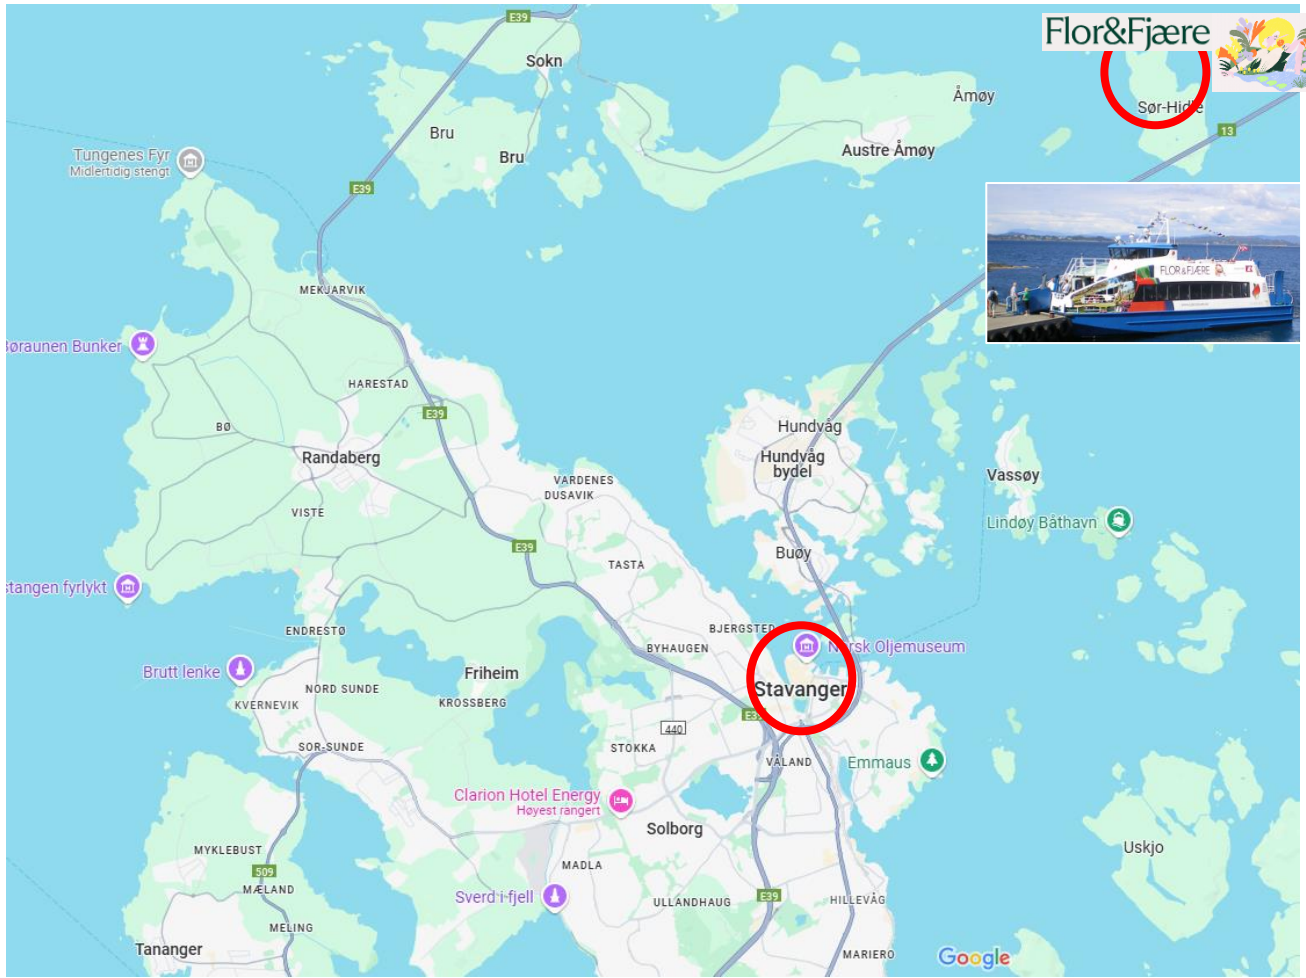 E39
Flor&Fjære
Sokn
Åmøy
Sør-Hidle
Bru
13
Tungenes Fyr
Midlertidig stengt
Bru
Austre Åmøy
E39
FLOR & FJÆRE
MEKJARVIK
Børaunen Bunker
HARESTAD
E39
BØ
Hundvåg
Randaberg
Hundvåg
bydel
VARDENES
DUSAVIK
Vassøy
VISTE
Lindøy Båthavn
E39
Buøy
TASTA
stangen fyrlykt
ENDRESTØ
BJERGSTED
BYHAUGEN
Norsk Oljemuseum
Brutt lenke
Friheim
NORD SUNDE
Stavanger
KVERNEVIK
KROSSBERG
E39
440
SOR-SUNDE
STOKKA
VÅLAND
Emmaus
Clarion Hotel Energy
Høyest rangert
Solborg
MYKLEBUST
Uskjo
509
MADLA
MÆLAND
Sverd i fjell
ULLANDHAUG
E39
HILLEVÅG
MELING
Tananger
MARIERO
Google